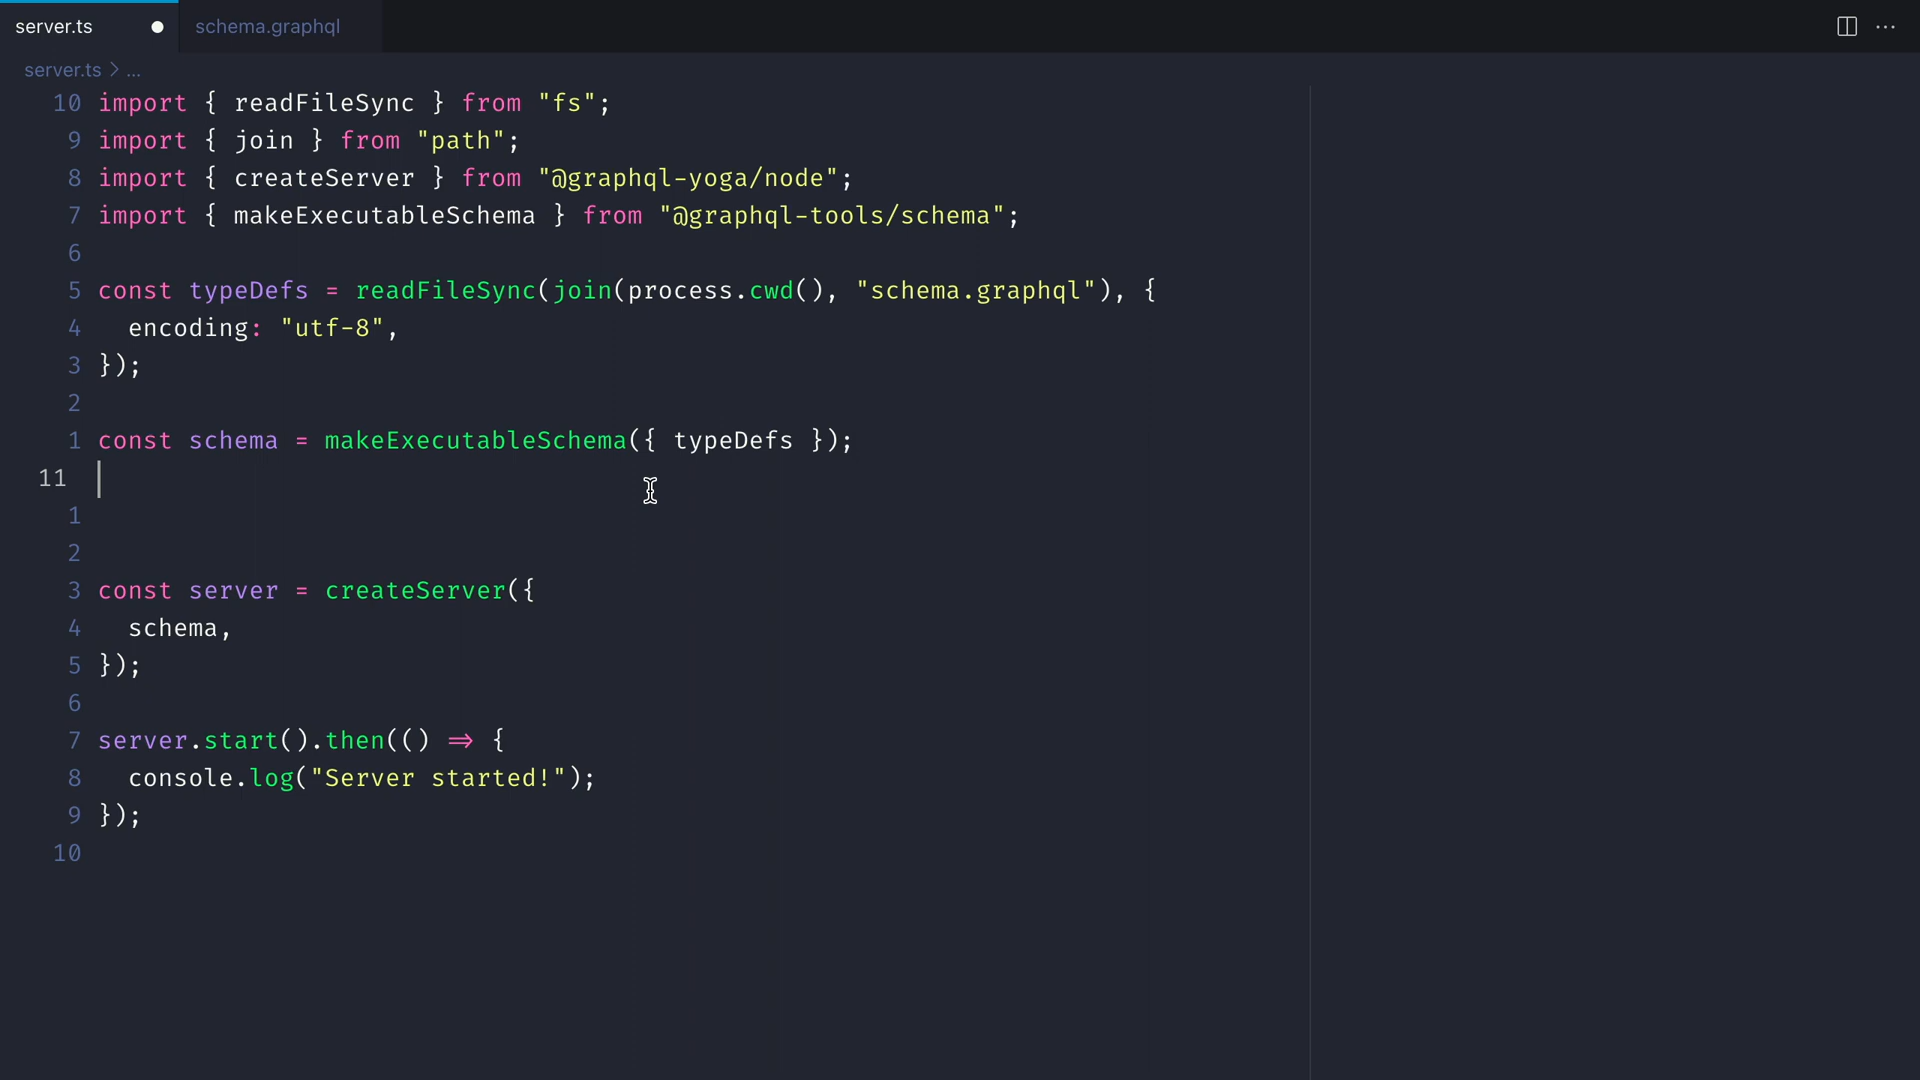 server.ts
schema.graphql
server.ts > ...
10 import { readFileSync } from "fs";
9 import { join } from "path";
8 import { createServer } from "@graphql-yoga/node";
7 import { makeExecutableSchema } from "@graphql-tools/schema";
6
5 const typeDefs = readFileSync(join(process.cwd(), "schema.graphql"), {
4   encoding: "utf-8",
3 });
2
1 const schema = makeExecutableSchema({ typeDefs });
11
1
2
3 const server = createServer({
4   schema,
5 });
6
7 server.start().then(() ⇒ {
8   console.log("Server started!");
9 });
10